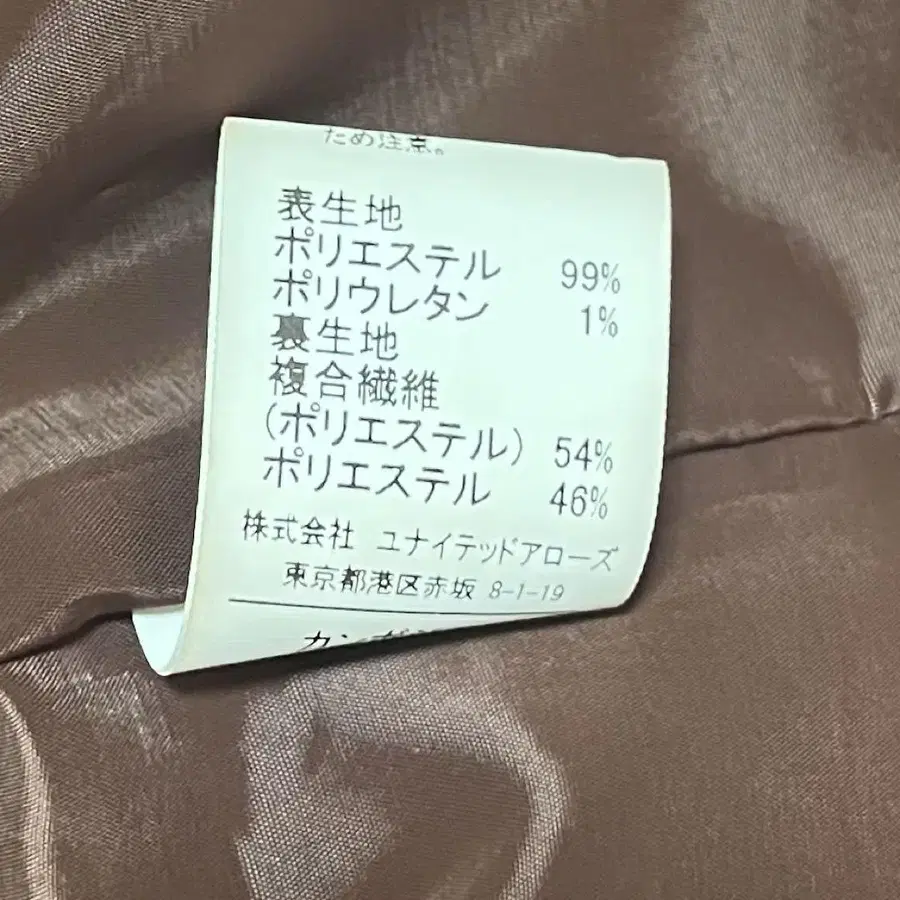 ため注意。
表生地
ポリエステル 99%
ポリウレタン 1%
裏生地
複合繊維
(ポリエステル) 54%
ポリエステル 46%
株式会社 ユナイテッドアローズ
東京都港区赤坂 8-1-19